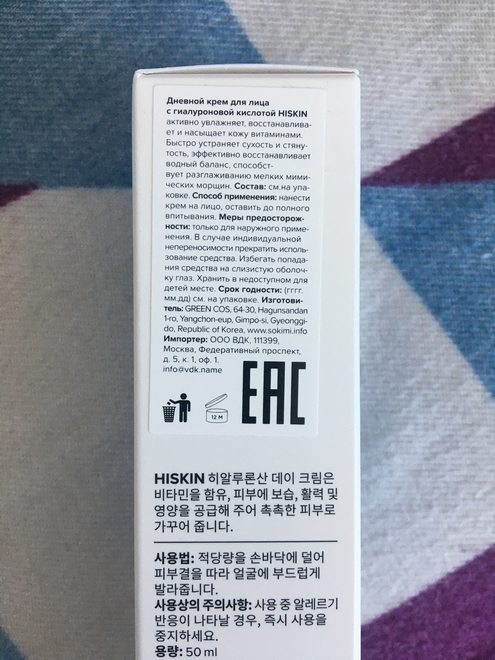 Дневной крем для лица
с гиалуроновой кислотой HISKIN
активно увлажняет, восстанавлива-
ет и насыщает кожу витаминами.
Быстро устраняет сухость и стяну-
тость, эффективно восстанавливает
водный баланс, способст-
вует разглаживанию мелких мими-
ческих морщин. Состав: см.на упа-
ковке. Способ применения: нанести
крем на лицо, оставить до полного
впитывания. Меры предосторож-
ности: только для наружного приме-
нения. В случае индивидуальной
непереносимости прекратить исполь-
зование средства. Избегать попада-
ния средства на слизистую оболоч-
ку глаз. Хранить в недоступном для
детей месте. Срок годности: (гггг.
мм.дд) см. на упаковке. Изготови-
тель: GREEN COS, 64-30, Hagunsandan
1-ro, Yangchon-eup, Gimpo-si, Gyeonggi-
do, Republic of Korea, www.sokimi.info
Импортер: ООО ВДК, 111399,
Москва, Федеративный проспект,
д. 5, к. 1, оф. 1.
info@vdk.name
12 M
EAC
HISKIN 히알루론산 데이 크림은
비타민을 함유, 피부에 보습, 활력 및
영양을 공급해 주어 촉촉한 피부로
가꾸어 줍니다.
사용법: 적당량을 손바닥에 덜어
피부결을 따라 얼굴에 부드럽게
발라줍니다.
사용상의 주의사항: 사용 중 알레르기
반응이 나타날 경우, 즉시 사용을
중지하세요.
용량: 50 ml